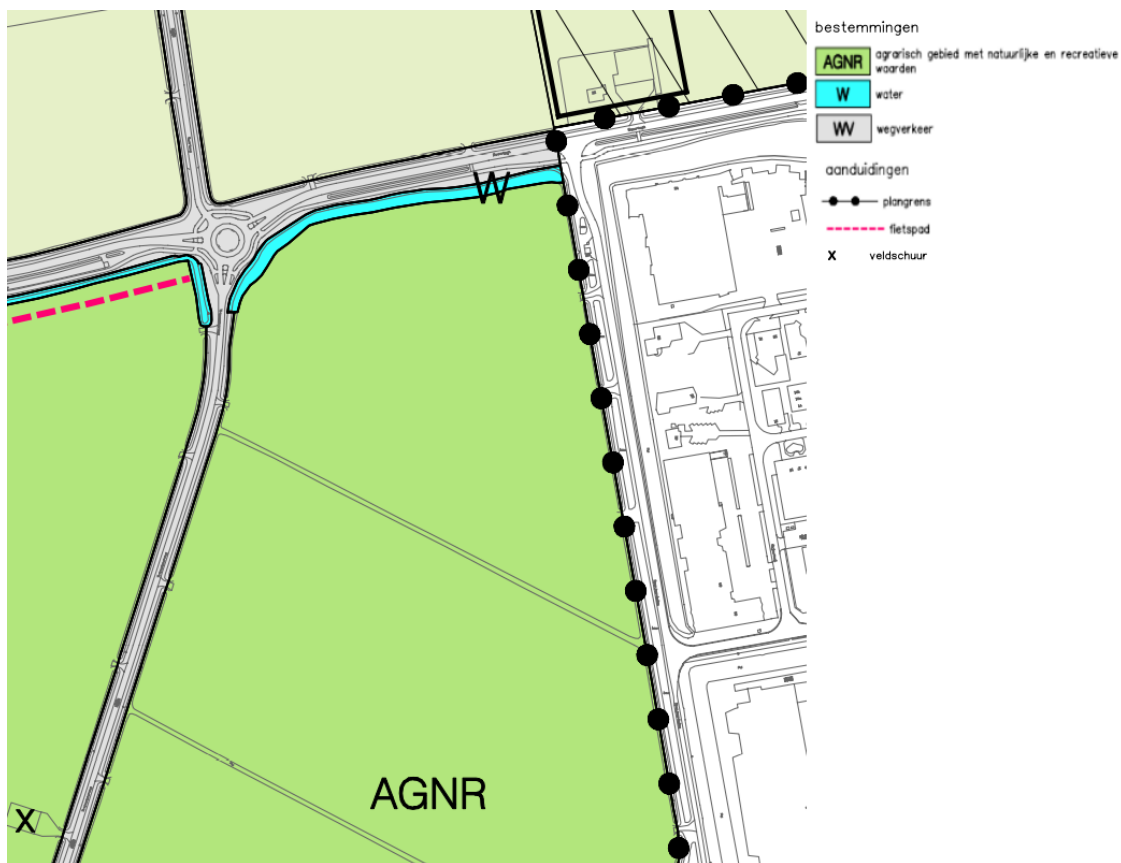 bestemmingen
AGNR
agrarisch gebied met natuurlijke en recreatieve
waarden
W
water
WV
wegverkeer
aanduidingen
plangrens
fietspad
X
veldschuur
W
AGNR
X